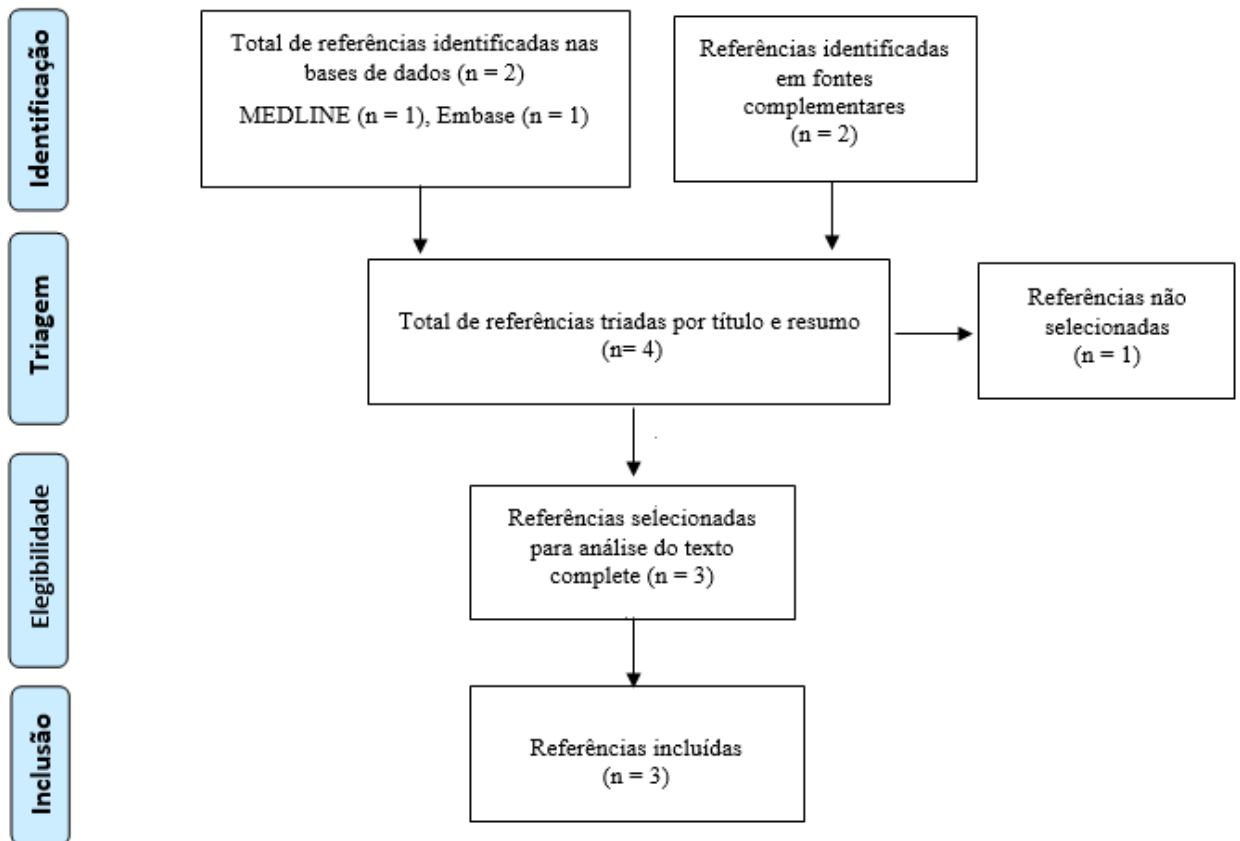 Identificação
Total de referências identificadas nas
bases de dados (n = 2)
MEDLINE (n = 1), Embase (n = 1)
Referências identificadas
em fontes
complementares
(n = 2)
Triagem
Total de referências triadas por título e resumo
(n= 4)
Referências não
selecionadas
(n = 1)
Elegibilidade
Referências selecionadas
para análise do texto
complete (n = 3)
Inclusão
Referências incluídas
(n = 3)